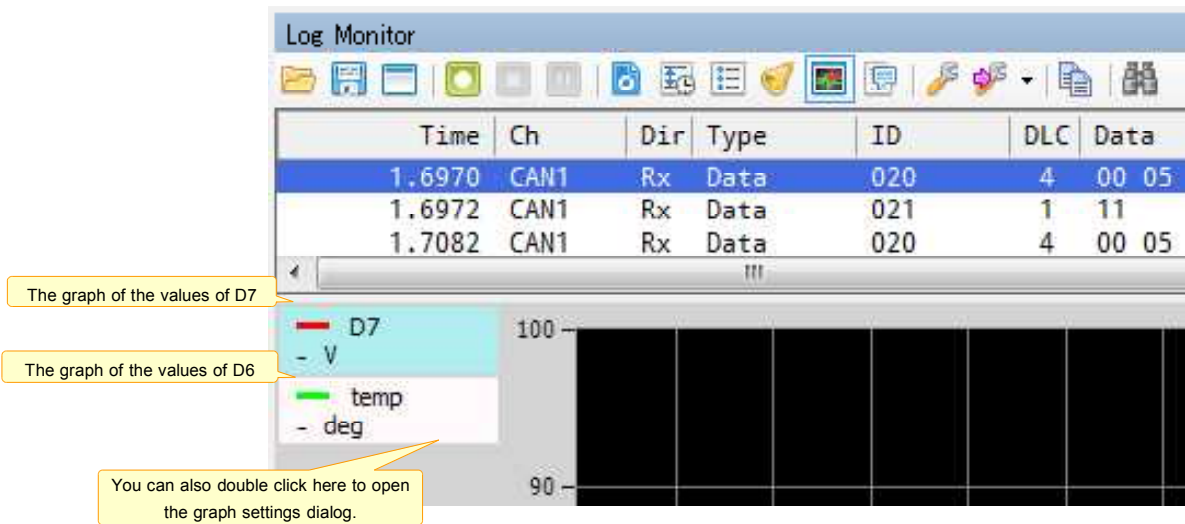 Log Monitor
Time Ch Dir Type ID DLC Data
1.6970 CAN1 Rx Data 020 4 00 05
1.6972 CAN1 Rx Data 021 1 11
1.7082 CAN1 Rx Data 020 4 00 05
The graph of the values of D7
D7
- V
100
The graph of the values of D6
temp
- deg
You can also double click here to open
the graph settings dialog.
90